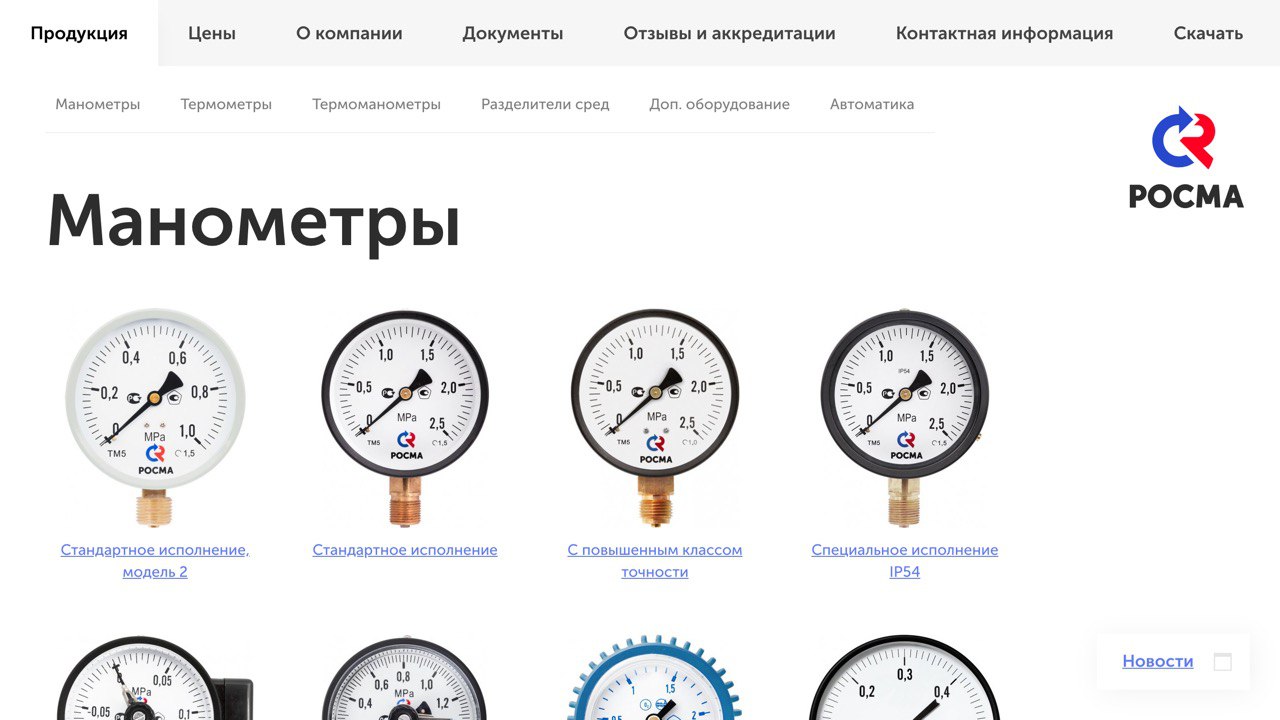 Продукция Цены О компании Документы Отзывы и аккредитации Контактная информация Скачать
Манометры Термометры Термоманометры Разделители сред Доп. оборудование Автоматика
РОСМА
Манометры
0,4 0,6
0,2 0,8
0 1,0
MPa
ТМ5 1,5
РОСМА
1,0 1,5
0,5 2,0
0 2,5
MPa
ТМ5 1,5
РОСМА
1,0 1,5
0,5 2,0
0 2,5
MPa
ТМ5 1,0
РОСМА
1,0 1,5
IP54
0,5 2,0
0 2,5
MPa
ТМ5 1,5
РОСМА
Стандартное исполнение,
модель 2
Стандартное исполнение
С повышенным классом
точности
Специальное исполнение
IP54
0,05
MPa
-0,05 0,1
0,6 0,8 1,0
0,4 MPa 1,2
1 1,5
0,5 2
0,3
0,2 0,4
Новости